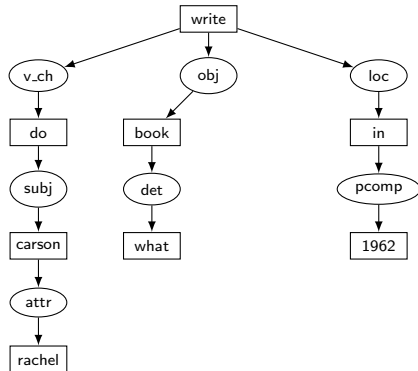 write
v_ch obj loc
do book in
subj det pcomp
carson what 1962
attr
rachel